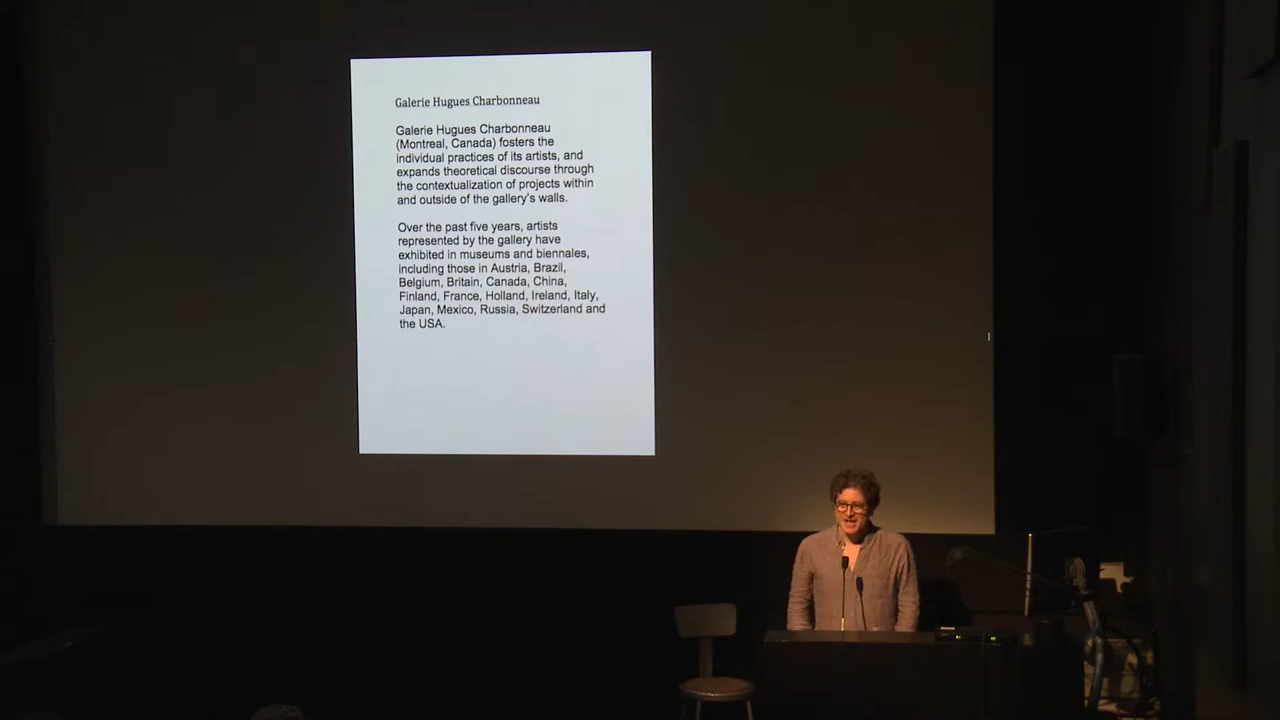 Galerie Hugues Charbonneau
Galerie Hugues Charbonneau
(Montreal, Canada) fosters the
individual practices of its artists, and
expands theoretical discourse through
the contextualization of projects within
and outside of the gallery's walls.
Over the past five years, artists
represented by the gallery have
exhibited in museums and biennales,
including those in Austria, Brazil,
Belgium, Britain, Canada, China,
Finland, France, Holland, Ireland, Italy,
Japan, Mexico, Russia, Switzerland and
the USA.